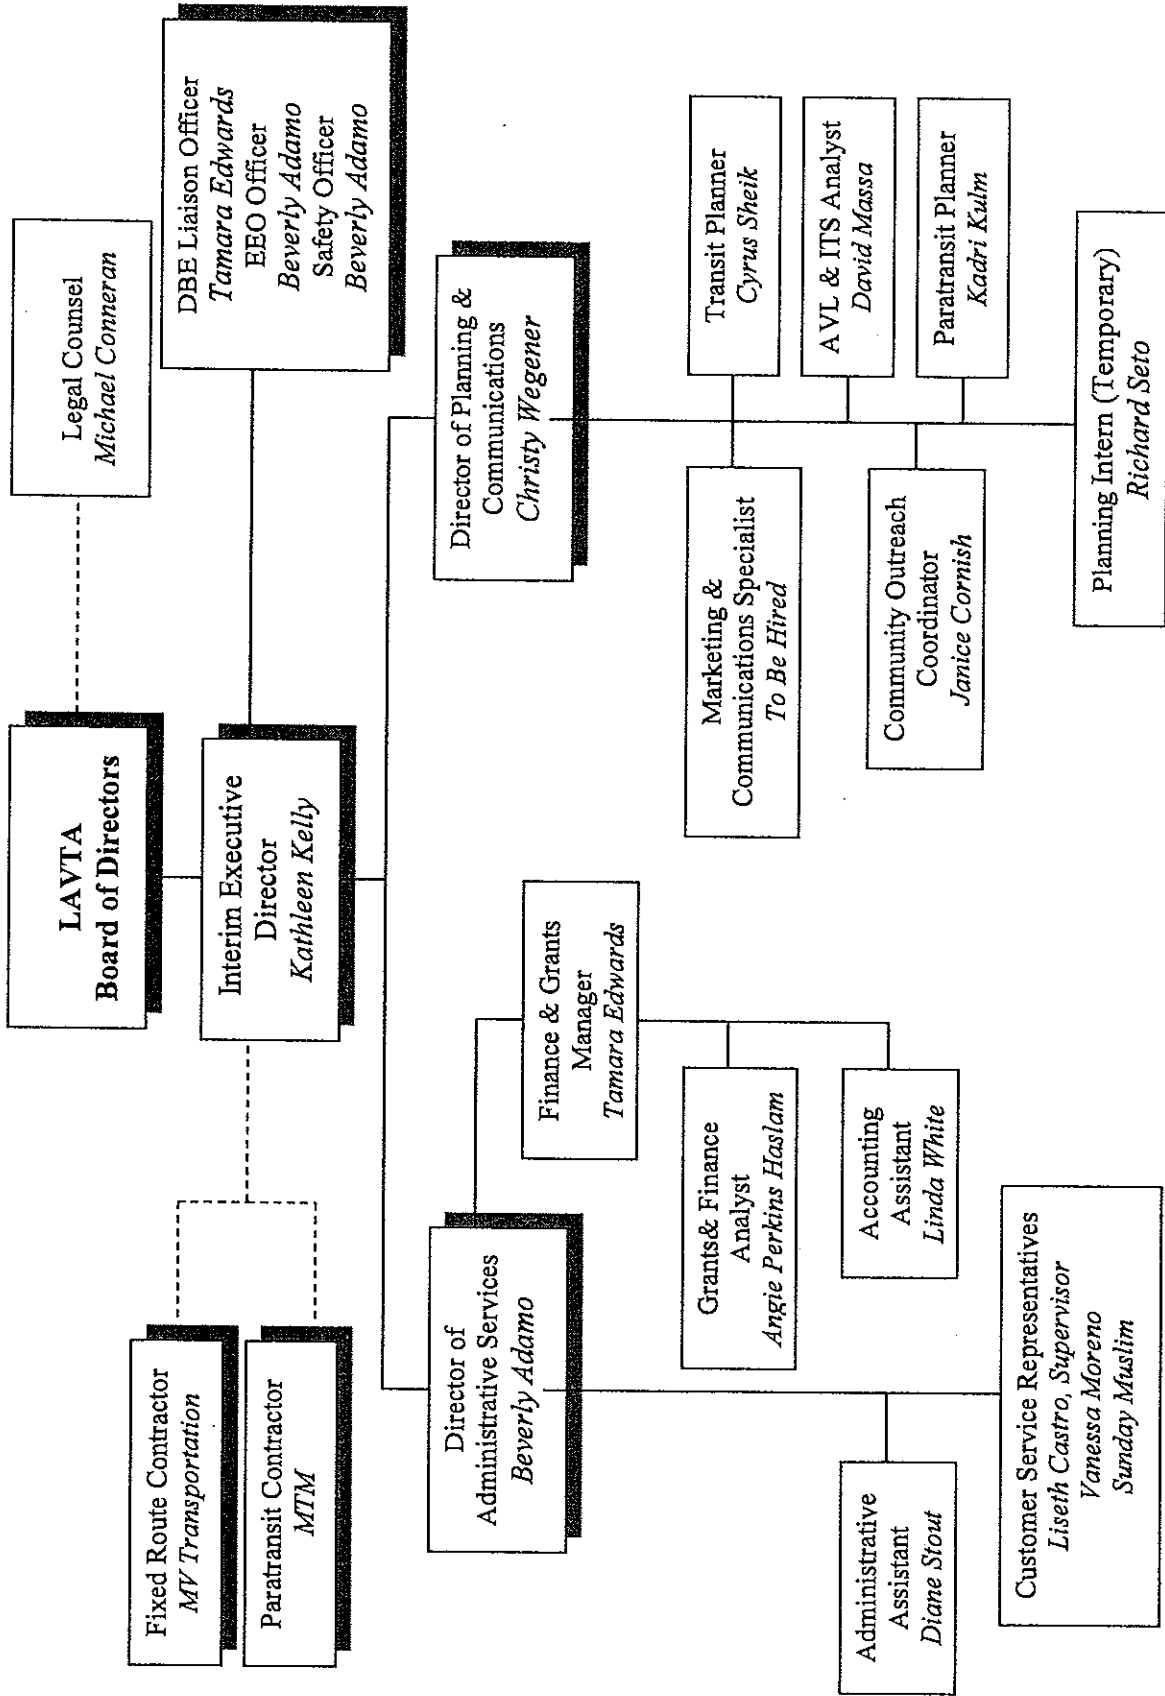 LAVTA
Board of Directors
Legal Counsel
Michael Conneran
Interim Executive
Director
Kathleen Kelly
DBE Liaison Officer
Tamara Edwards
EEO Officer
Beverly Adamo
Safety Officer
Beverly Adamo
Fixed Route Contractor
MV Transportation
Paratransit Contractor
MTM
Director of
Administrative Services
Beverly Adamo
Finance & Grants
Manager
Tamara Edwards
Grants& Finance
Analyst
Angie Perkins Haslam
Accounting
Assistant
Linda White
Administrative
Assistant
Diane Stout
Customer Service Representatives
Liseth Castro, Supervisor
Vanessa Moreno
Sunday Muslim
Director of Planning &
Communications
Christy Wegener
Marketing &
Communications Specialist
To Be Hired
Transit Planner
Cyrus Sheik
AVL & ITS Analyst
David Massa
Community Outreach
Coordinator
Janice Cornish
Paratransit Planner
Kadri Kulm
Planning Intern (Temporary)
Richard Seto